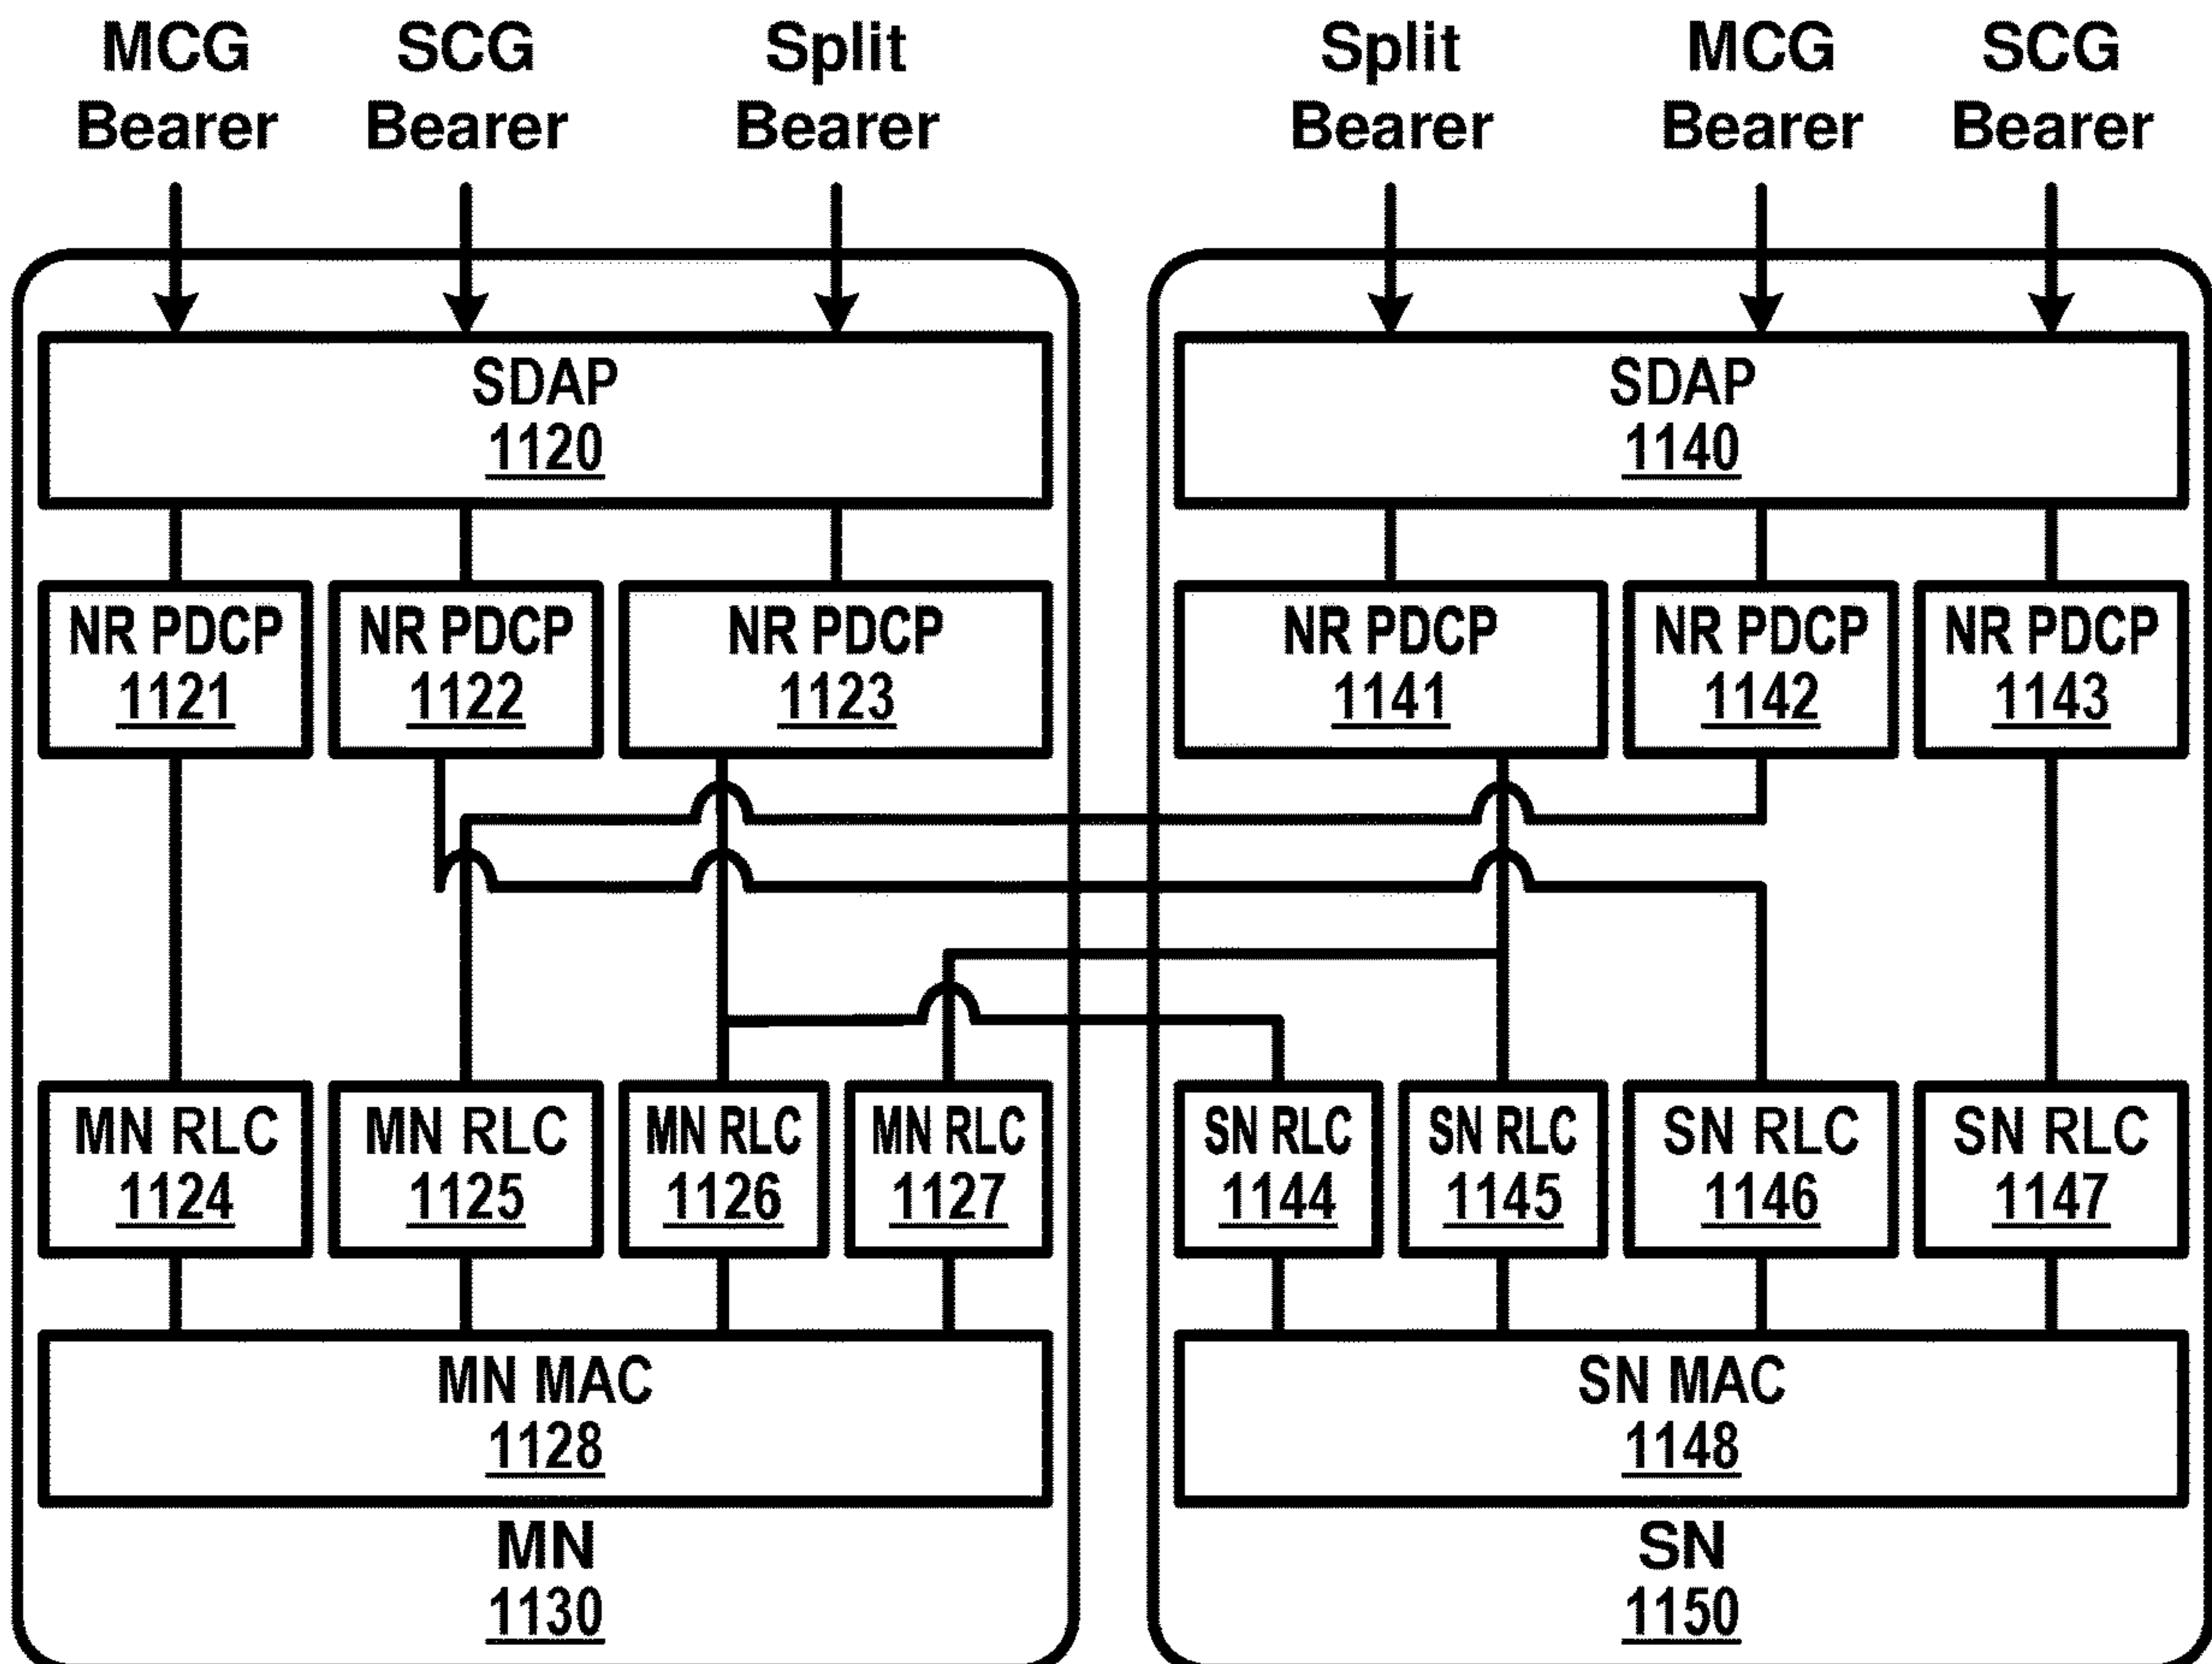 MCG Bearer
SCG Bearer
Split Bearer
Split Bearer
MCG Bearer
SCG Bearer
SDAP
1120
SDAP
1140
NR PDCP
1121
NR PDCP
1122
NR PDCP
1123
NR PDCP
1141
NR PDCP
1142
NR PDCP
1143
MN RLC
1124
MN RLC
1125
MN RLC
1126
MN RLC
1127
SN RLC
1144
SN RLC
1145
SN RLC
1146
SN RLC
1147
MN MAC
1128
SN MAC
1148
MN
1130
SN
1150